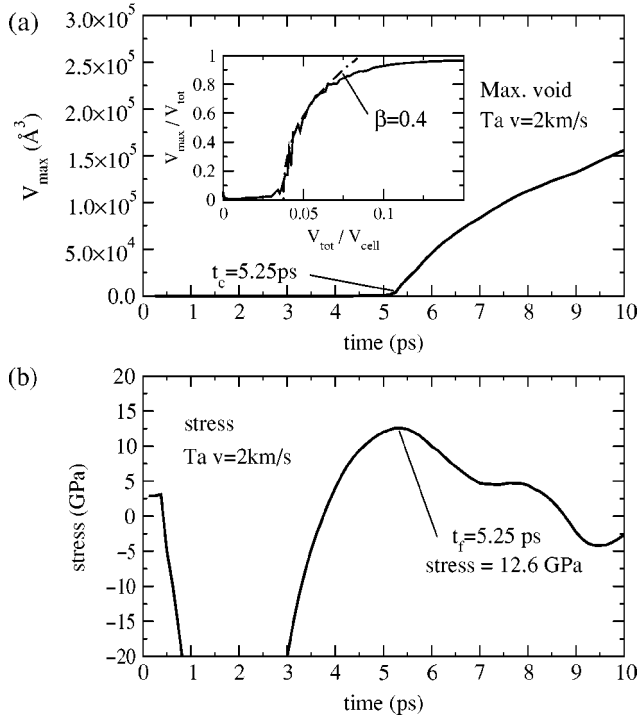 (a)
3.0×10⁵
2.5×10⁵
2.0×10⁵
1.5×10⁵
1.0×10⁵
5.0×10⁴
0.0
V_max (Å³)
1
0.8
0.6
0.4
0.2
0
V_max / V_tot
β=0.4
0 0.05 0.1
V_tot / V_cell
Max. void
Ta v=2km/s
t_c=5.25ps
0 1 2 3 4 5 6 7 8 9 10
time (ps)
(b)
20
15
10
5
0
-5
-10
-15
-20
stress (GPa)
stress
Ta v=2km/s
t_f=5.25 ps
stress = 12.6 GPa
0 1 2 3 4 5 6 7 8 9 10
time (ps)